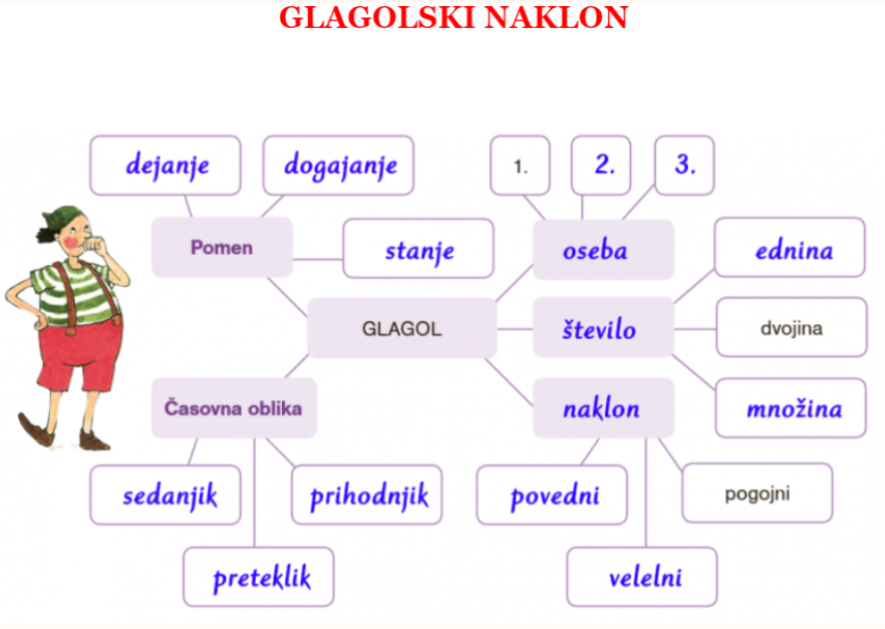 GLAGOLSKI NAKLON
dejanje
dogajanje
1.
2.
3.
Pomen
stanje
oseba
ednina
GLAGOL
število
dvojina
Časovna oblika
naklon
množina
sedanjik
prihodnjik
povedni
pogojni
preteklik
velelni